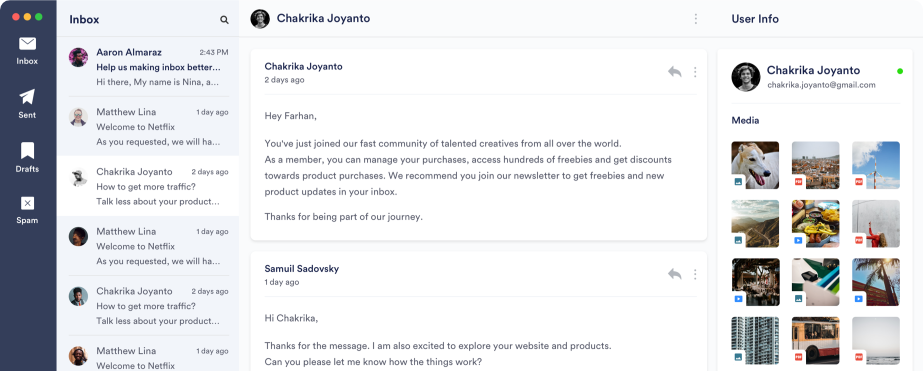 Inbox
Sent
Drafts
Spam
Inbox
Aaron Almaraz 2:43 PM
Help us making inbox better...
Hi there, My name is Nina, a...
Matthew Lina 1 day ago
Welcome to Netflix
As you requested, we will ha...
Chakrika Joyanto 2 days ago
How to get more traffic?
Talk less about your product...
Matthew Lina 1 day ago
Welcome to Netflix
As you requested, we will ha...
Chakrika Joyanto 2 days ago
How to get more traffic?
Talk less about your product...
Matthew Lina 1 day ago
Welcome to Netflix
Chakrika Joyanto
Chakrika Joyanto
2 days ago
Hey Farhan,
You've just joined our fast community of talented creatives from all over the world.
As a member, you can manage your purchases, access hundreds of freebies and get discounts
towards product purchases. We recommend you join our newsletter to get freebies and new
product updates in your inbox.
Thanks for being part of our journey.
Samuil Sadovsky
1 day ago
Hi Chakrika,
Thanks for the message. I am also excited to explore your website and products.
Can you please let me know how the things work?
User Info
Chakrika Joyanto
chakrika.joyanto@gmail.com
Media